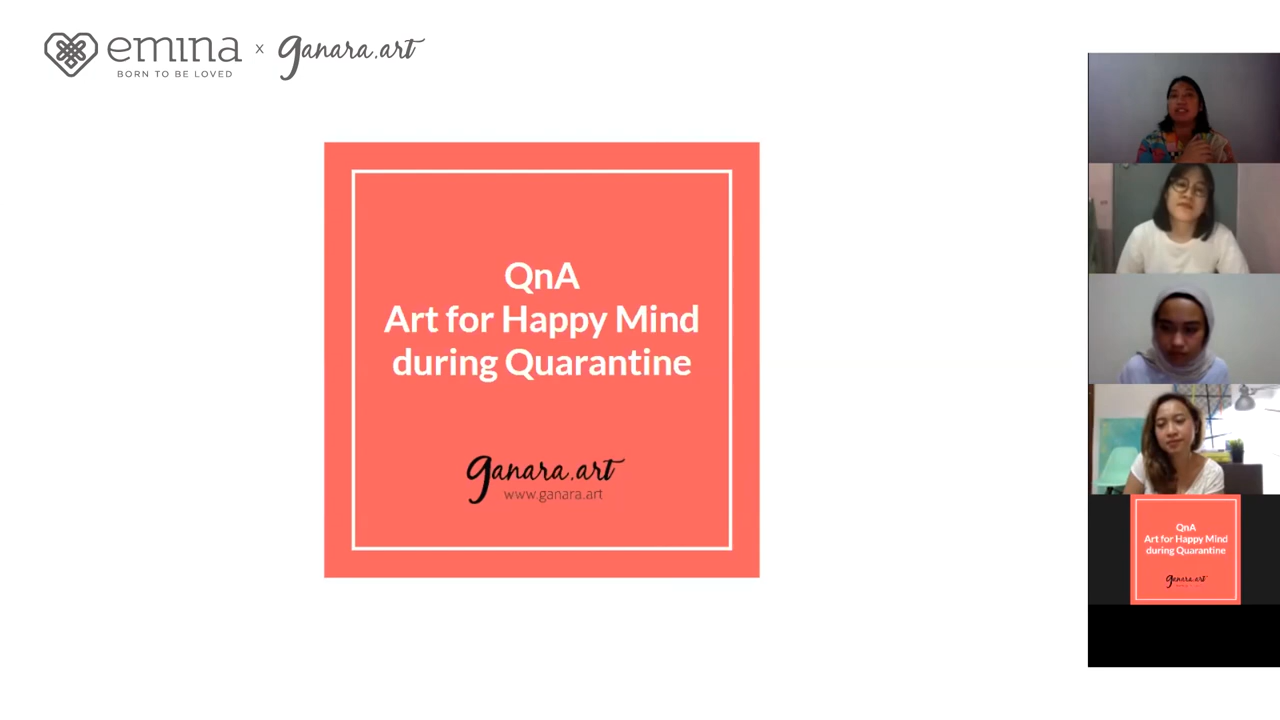 emina x ganara.art
BORN TO BE LOVED
QnA
Art for Happy Mind
during Quarantine
ganara.art
www.ganara.art
QnA
Art for Happy Mind
during Quarantine
ganara.art